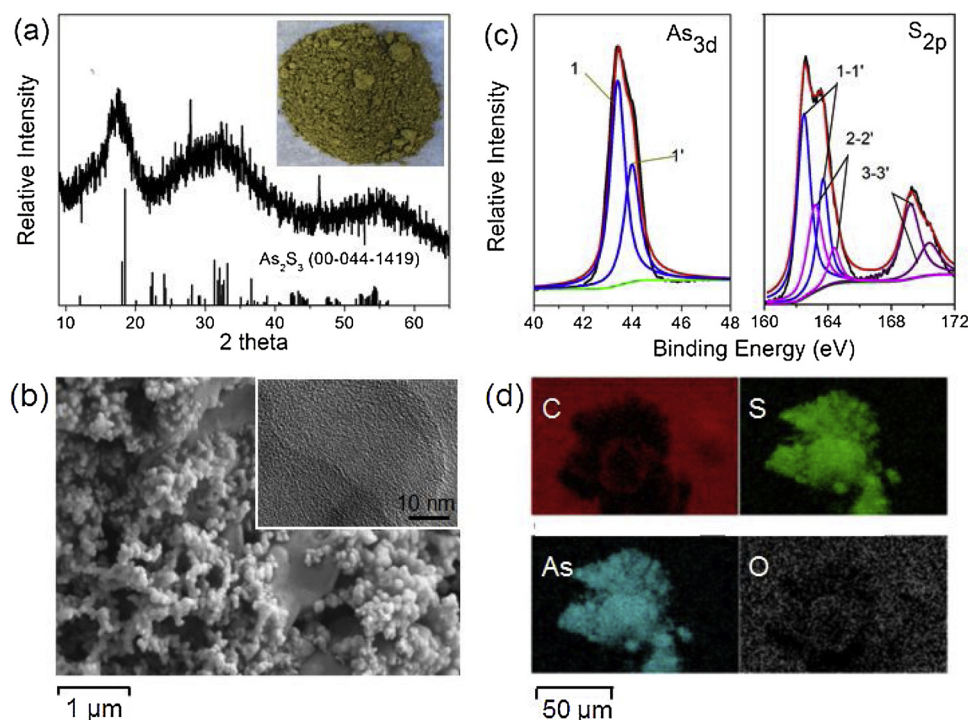 (a)
Relative Intensity
As₂S₃ (00-044-1419)
10 20 30 40 50 60
2 theta
(c)
Relative Intensity
As3d
1
1'
40 42 44 46 48
S2p
1-1'
2-2'
3-3'
160 164 168 172
Binding Energy (eV)
(b)
10 nm
1 µm
(d)
C
S
As
O
50 µm